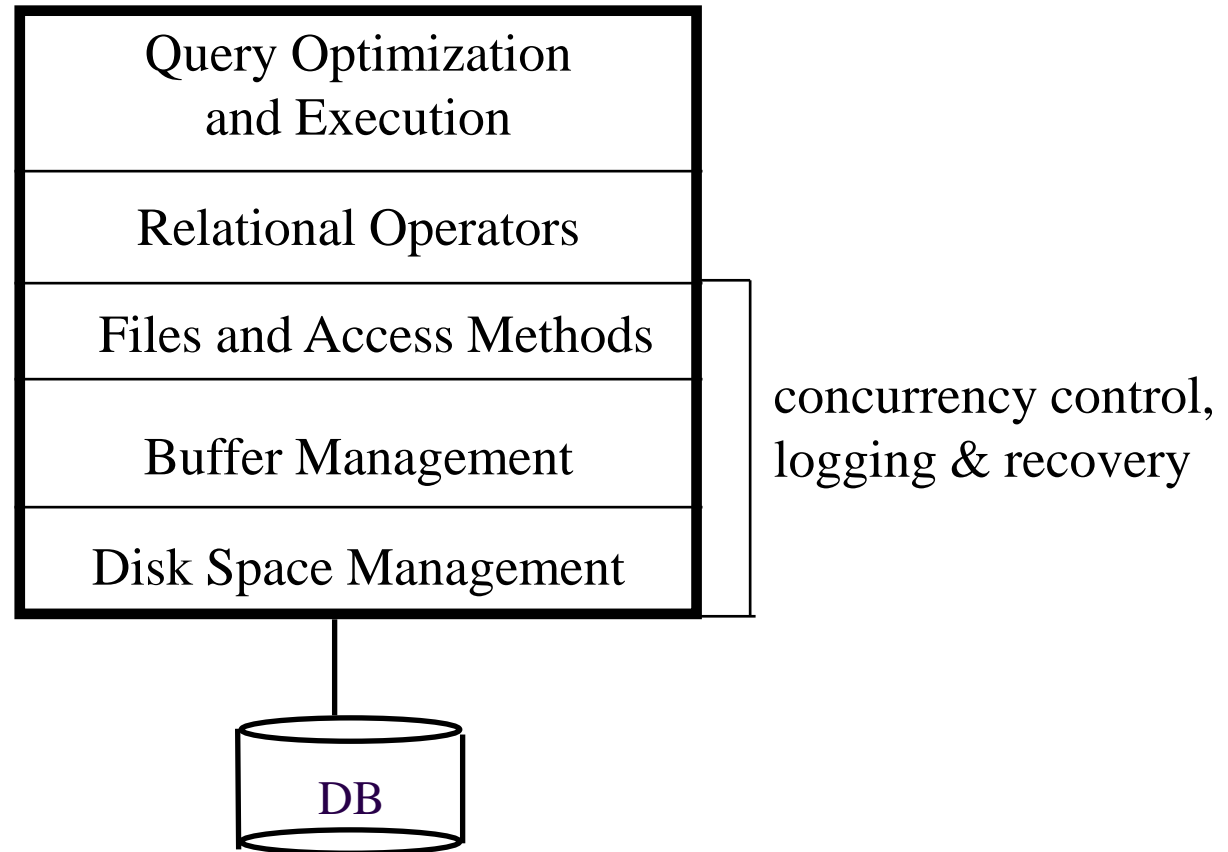 Query Optimization
and Execution
Relational Operators
Files and Access Methods
Buffer Management
Disk Space Management
concurrency control,
logging & recovery
DB